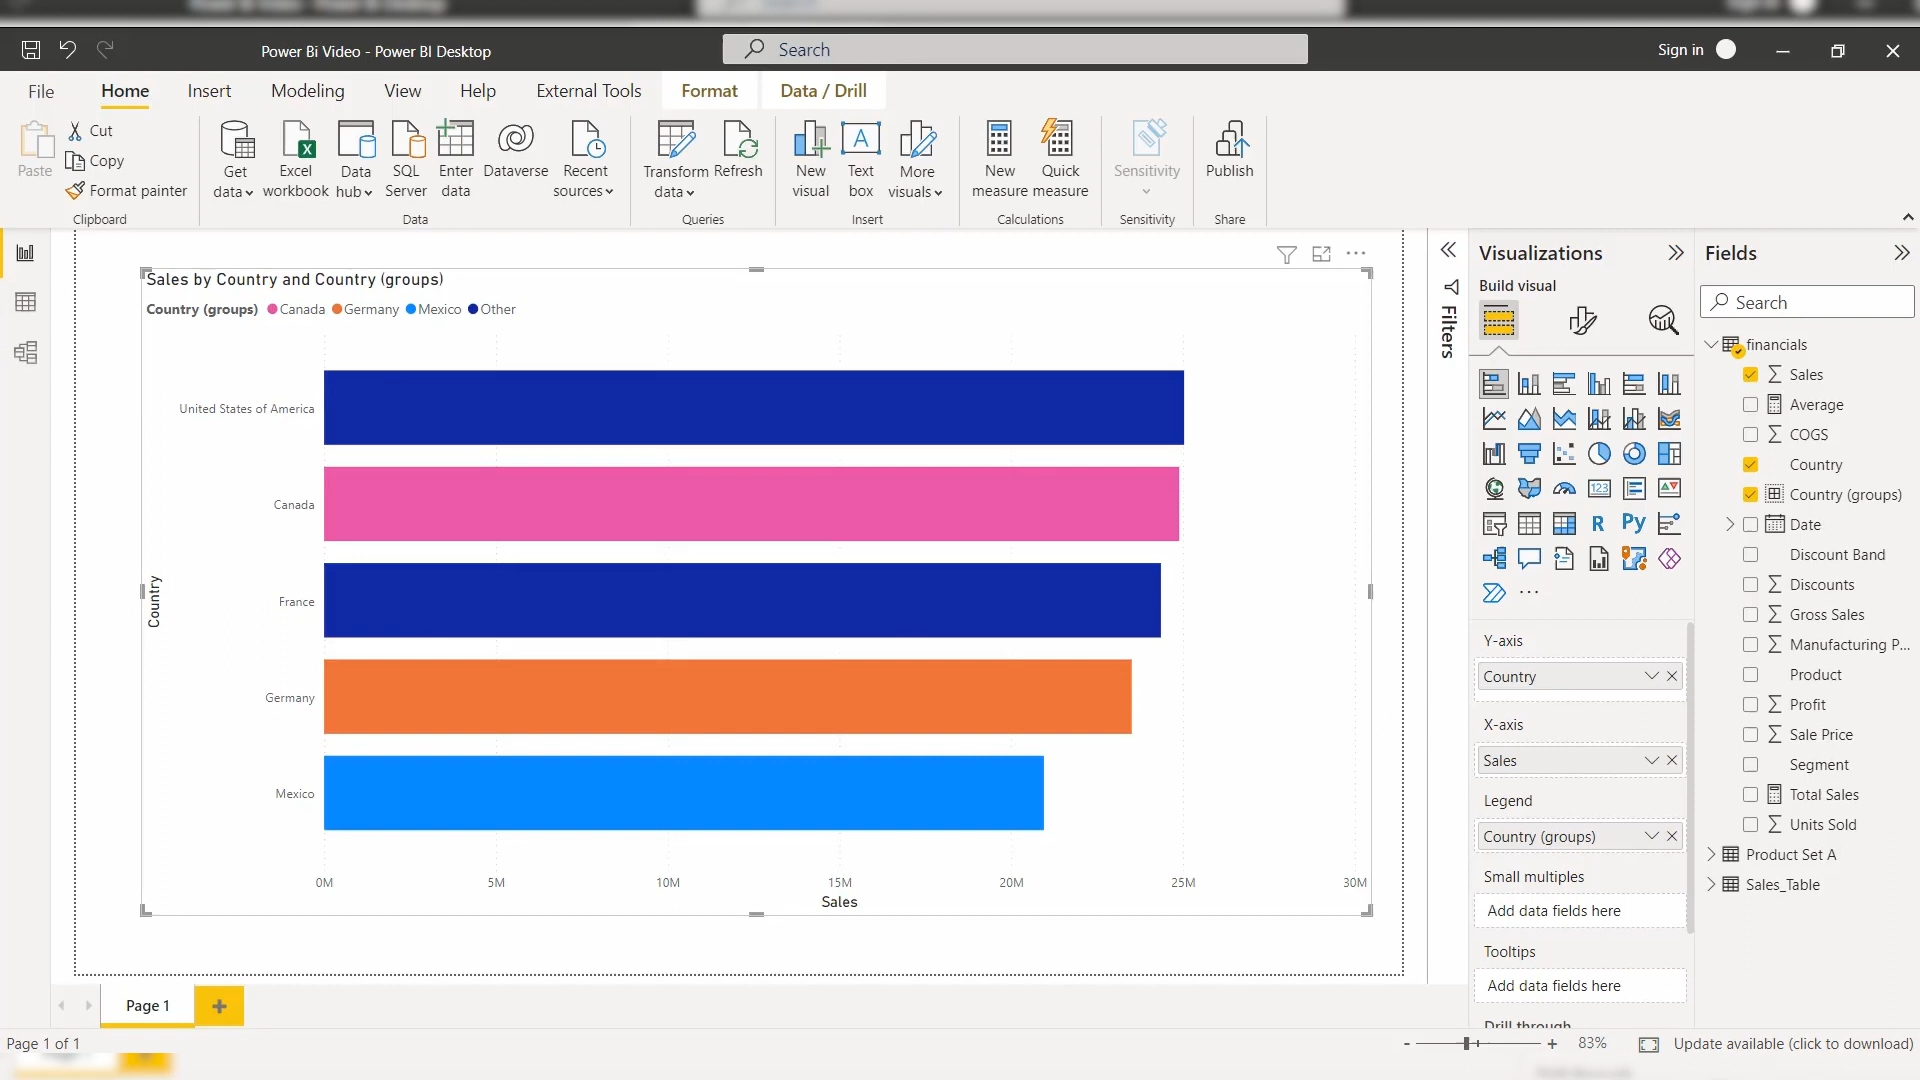 Power Bi Video - Power BI Desktop
Search
Sign in
File Home Insert Modeling View Help External Tools Format Data / Drill
Paste
Cut
Copy
Format painter
Clipboard
Get data
Excel workbook
Data hub
SQL Server
Enter data
Dataverse
Recent sources
Data
Transform data
Refresh
Queries
New visual
A
Text box
More visuals
Insert
New measure
Quick measure
Calculations
Sensitivity
Sensitivity
Publish
Share
Sales by Country and Country (groups)
Country (groups) Canada Germany Mexico Other
Country
United States of America
Canada
France
Germany
Mexico
0M 5M 10M 15M 20M 25M 30M
Sales
Filters
Visualizations
Build visual
123
R
Py
Y-axis
Country
X-axis
Sales
Legend
Country (groups)
Small multiples
Add data fields here
Tooltips
Add data fields here
Drill through
Fields
Search
financials
Sales
Average
COGS
Country
Country (groups)
Date
Discount Band
Discounts
Gross Sales
Manufacturing P...
Product
Profit
Sale Price
Segment
Total Sales
Units Sold
Product Set A
Sales_Table
Page 1
Page 1 of 1
- + 83%
Update available (click to download)